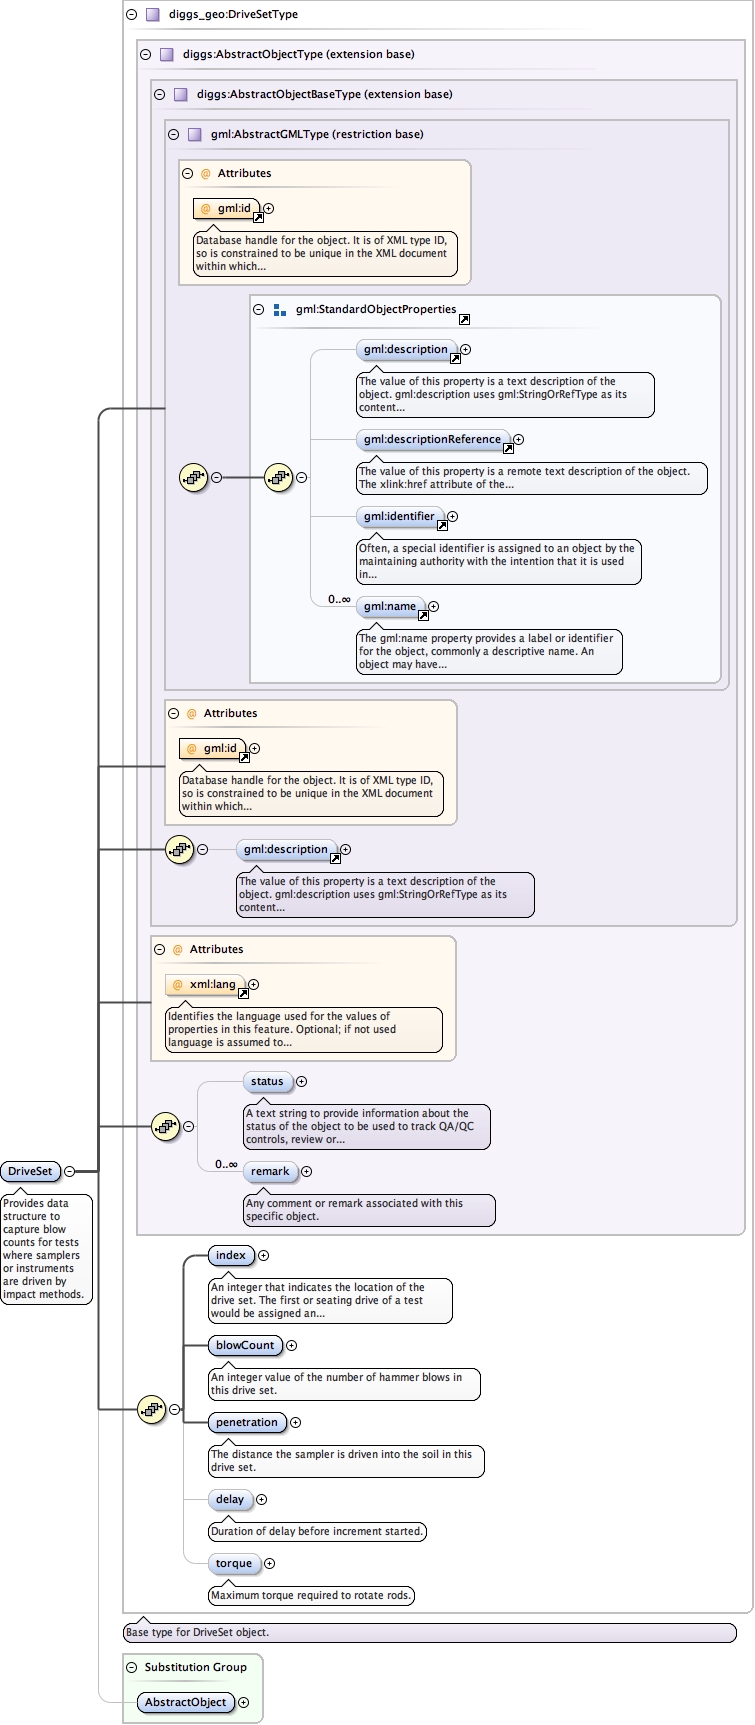 diggs_geo:DriveSetType
diggs:AbstractObjectType (extension base)
diggs:AbstractObjectBaseType (extension base)
gml:AbstractGMLType (restriction base)
@ Attributes
@ gml:id
Database handle for the object. It is of XML type ID,
so is constrained to be unique in the XML document
within which...
gml:StandardObjectProperties
gml:description
The value of this property is a text description of the
object. gml:description uses gml:StringOrRefType as its
content...
gml:descriptionReference
The value of this property is a remote text description of the object.
The xlink:href attribute of the...
gml:identifier
Often, a special identifier is assigned to an object by the
maintaining authority with the intention that it is used
in...
0..∞
gml:name
The gml:name property provides a label or identifier
for the object, commonly a descriptive name. An
object may have...
@ Attributes
@ gml:id
Database handle for the object. It is of XML type ID,
so is constrained to be unique in the XML document
within which...
gml:description
The value of this property is a text description of the
object. gml:description uses gml:StringOrRefType as its
content...
@ Attributes
@ xml:lang
Identifies the language used for the values of
properties in this feature. Optional; if not used
language is assumed to...
status
A text string to provide information about the
status of the object to be used to track QA/QC
controls, review or...
0..∞
remark
Any comment or remark associated with this
specific object.
DriveSet
Provides data
structure to
capture blow
counts for tests
where samplers
or instruments
are driven by
impact methods.
index
An integer that indicates the location of the
drive set. The first or seating drive of a test
would be assigned an...
blowCount
An integer value of the number of hammer blows in
this drive set.
penetration
The distance the sampler is driven into the soil in this
drive set.
delay
Duration of delay before increment started.
torque
Maximum torque required to rotate rods.
Base type for DriveSet object.
Substitution Group
AbstractObject